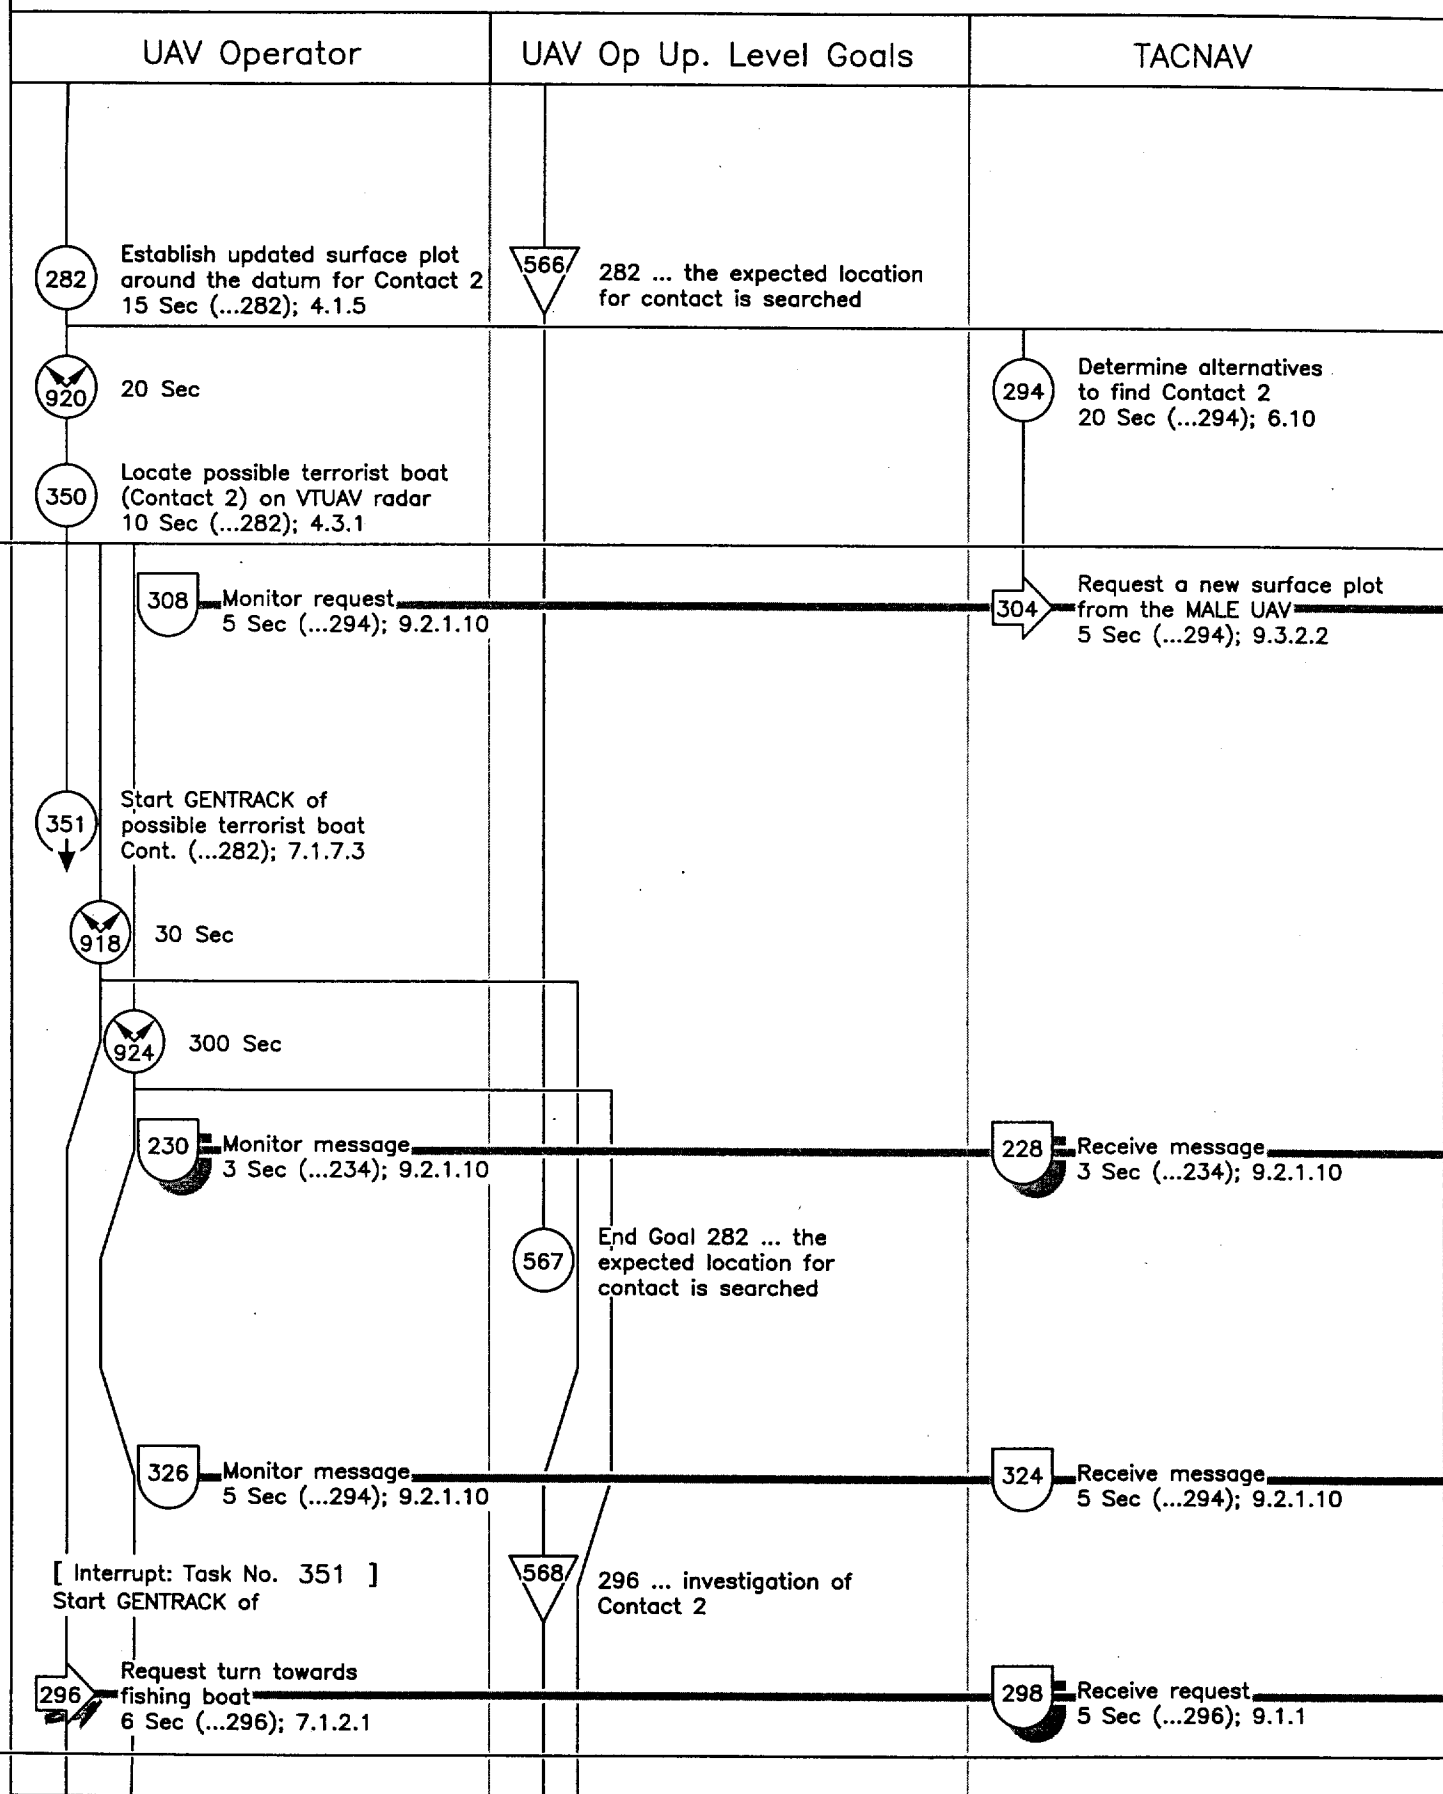 UAV Operator
UAV Op Up. Level Goals
TACNAV
282
Establish updated surface plot
around the datum for Contact 2
15 Sec (...282); 4.1.5
566
282 ... the expected location
for contact is searched
920
20 Sec
294
Determine alternatives
to find Contact 2
20 Sec (...294); 6.10
350
Locate possible terrorist boat
(Contact 2) on VTUAV radar
10 Sec (...282); 4.3.1
308
Monitor request
5 Sec (...294); 9.2.1.10
304
Request a new surface plot
from the MALE UAV
5 Sec (...294); 9.3.2.2
351
Start GENTRACK of
possible terrorist boat
Cont. (...282); 7.1.7.3
918
30 Sec
924
300 Sec
230
Monitor message
3 Sec (...234); 9.2.1.10
228
Receive message
3 Sec (...234); 9.2.1.10
567
End Goal 282 ... the
expected location for
contact is searched
326
Monitor message
5 Sec (...294); 9.2.1.10
324
Receive message
5 Sec (...294); 9.2.1.10
[ Interrupt: Task No. 351 ]
Start GENTRACK of
568
296 ... investigation of
Contact 2
296
Request turn towards
fishing boat
6 Sec (...296); 7.1.2.1
298
Receive request
5 Sec (...296); 9.1.1